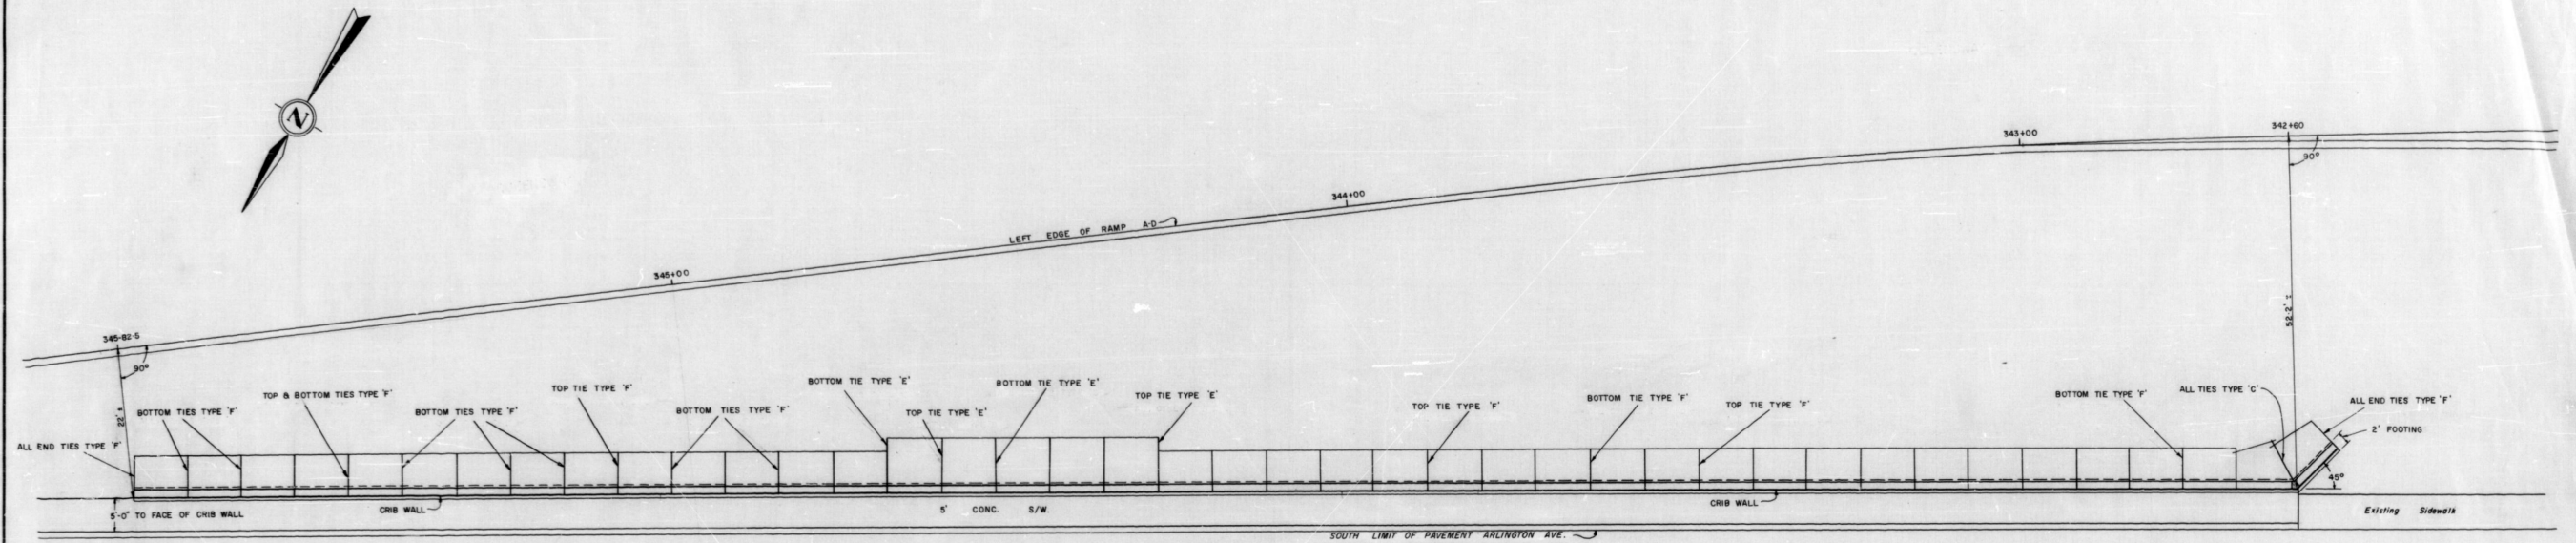 N
342+60
343+00
90°
344+00
LEFT EDGE OF RAMP A-D
345+00
52.2' ±
345-82-5
90°
22' ±
BOTTOM TIE TYPE 'E'
BOTTOM TIE TYPE 'E'
TOP TIE TYPE 'F'
TOP & BOTTOM TIES TYPE 'F'
ALL TIES TYPE 'C'
BOTTOM TIE TYPE 'F'
TOP TIE TYPE 'E'
BOTTOM TIE TYPE 'F'
ALL END TIES TYPE 'F'
TOP TIE TYPE 'F'
TOP TIE TYPE 'F'
BOTTOM TIES TYPE 'F'
BOTTOM TIES TYPE 'F'
BOTTOM TIES TYPE 'F'
TOP TIE TYPE 'E'
2' FOOTING
ALL END TIES TYPE 'F'
45°
CRIB WALL
CRIB WALL
5' CONC. S/W.
Existing Sidewalk
5'-0" TO FACE OF CRIB WALL
SOUTH LIMIT OF PAVEMENT ARLINGTON AVE.